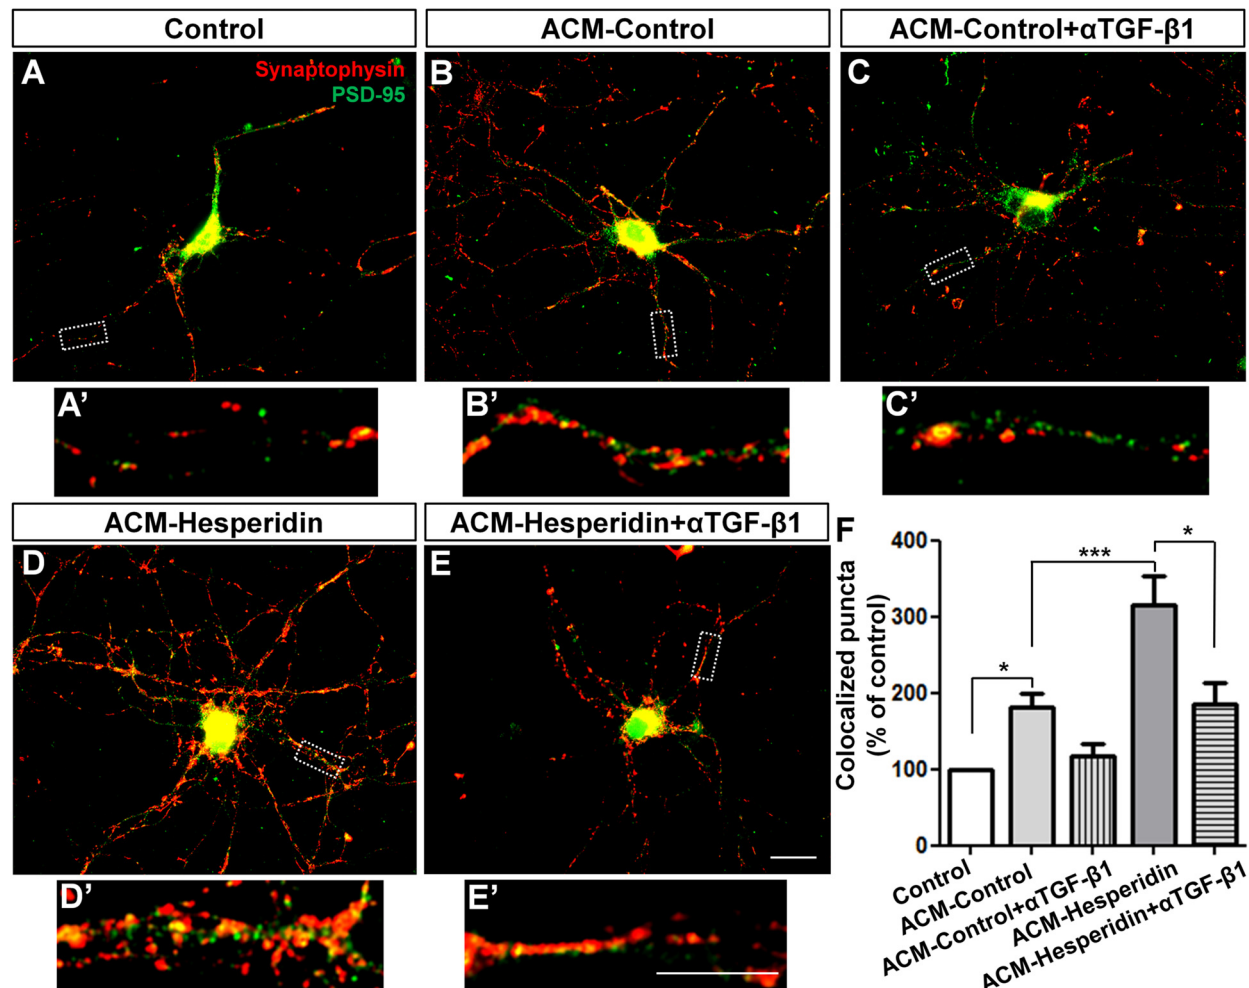 Control
ACM-Control
ACM-Control+αTGF-β1
A
Synaptophysin
PSD-95
B
C
A’
B’
C’
ACM-Hesperidin
ACM-Hesperidin+αTGF-β1
D
E
D’
E’
F
Colocalized puncta
(% of control)
400
300
200
100
0
*
***
*
Control
ACM-Control
ACM-Control+αTGF-β1
ACM-Hesperidin
ACM-Hesperidin+αTGF-β1